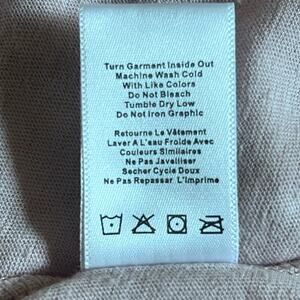 Turn Garment Inside Out
Machine Wash Cold
With Like Colors
Do Not Bleach
Tumble Dry Low
Do Not Iron Graphic
Retourne Le Vêtement
Laver A L'eau Froide Avec
Couleurs Similaires
Ne Pas Javelliser
Secher Cycle Doux
Ne Pas Repasser L'Imprime